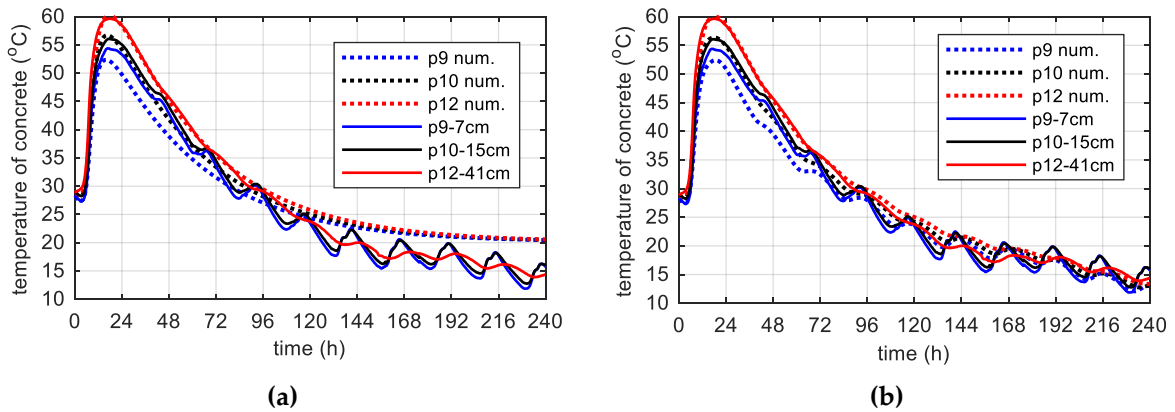 (a)
temperature of concrete (°C)
60
55
50
45
40
35
30
25
20
15
10
p9 num.
p10 num.
p12 num.
p9-7cm
p10-15cm
p12-41cm
0 24 48 72 96 120 144 168 192 216 240
time (h)
(b)
temperature of concrete (°C)
60
55
50
45
40
35
30
25
20
15
10
p9 num.
p10 num.
p12 num.
p9-7cm
p10-15cm
p12-41cm
0 24 48 72 96 120 144 168 192 216 240
time (h)
(a)
(b)